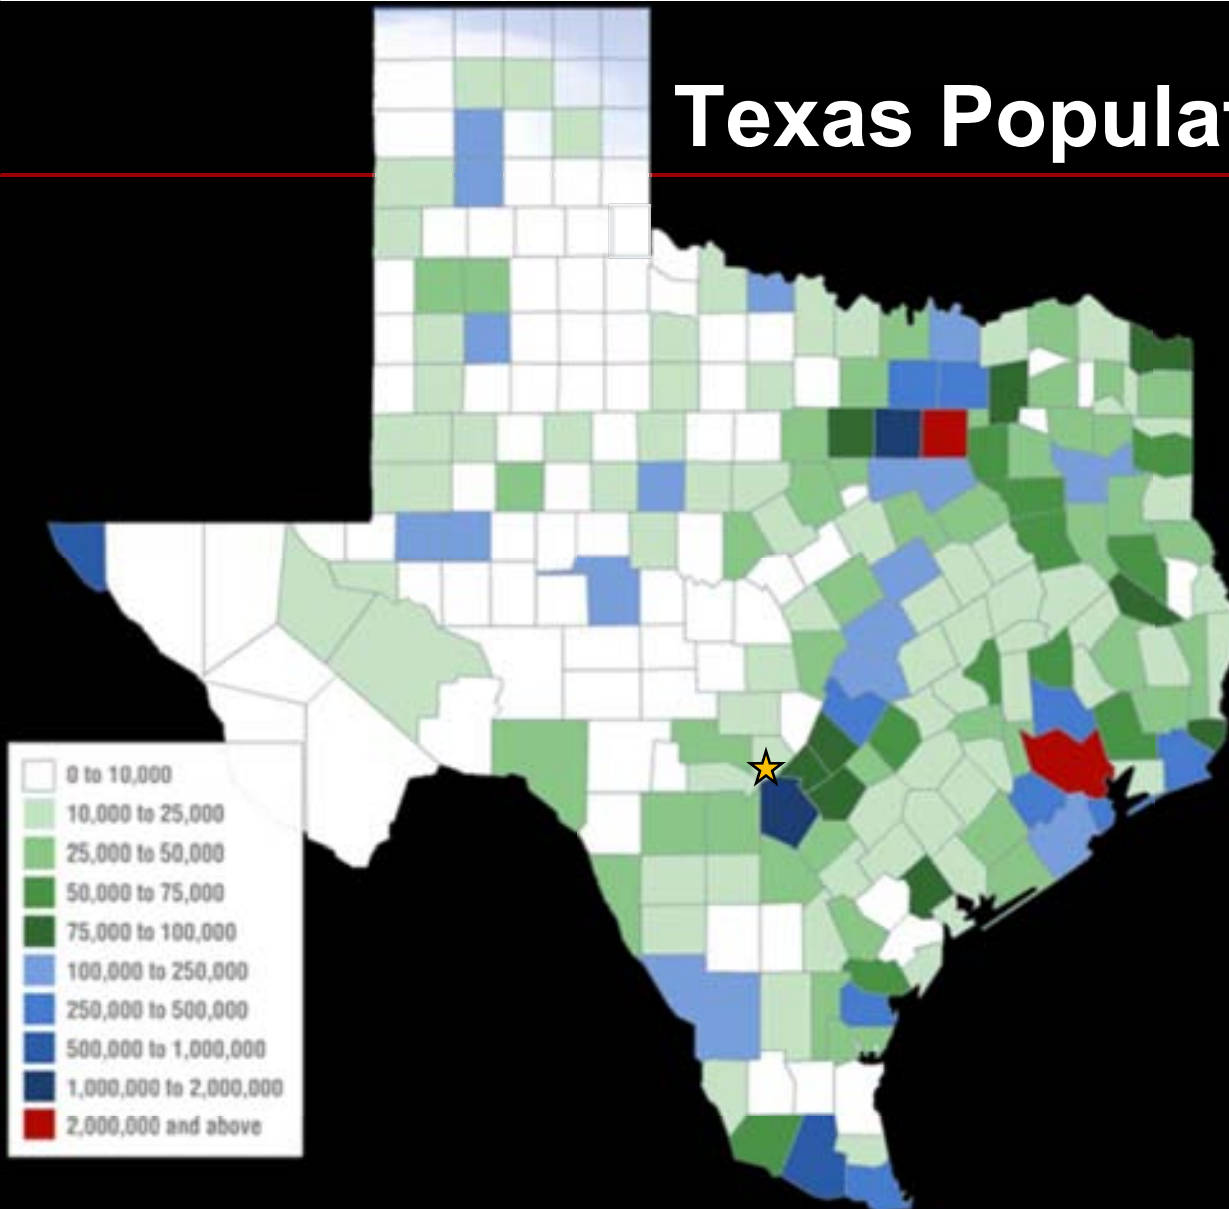 Texas Populat
0 to 10,000
10,000 to 25,000
25,000 to 50,000
50,000 to 75,000
75,000 to 100,000
100,000 to 250,000
250,000 to 500,000
500,000 to 1,000,000
1,000,000 to 2,000,000
2,000,000 and above